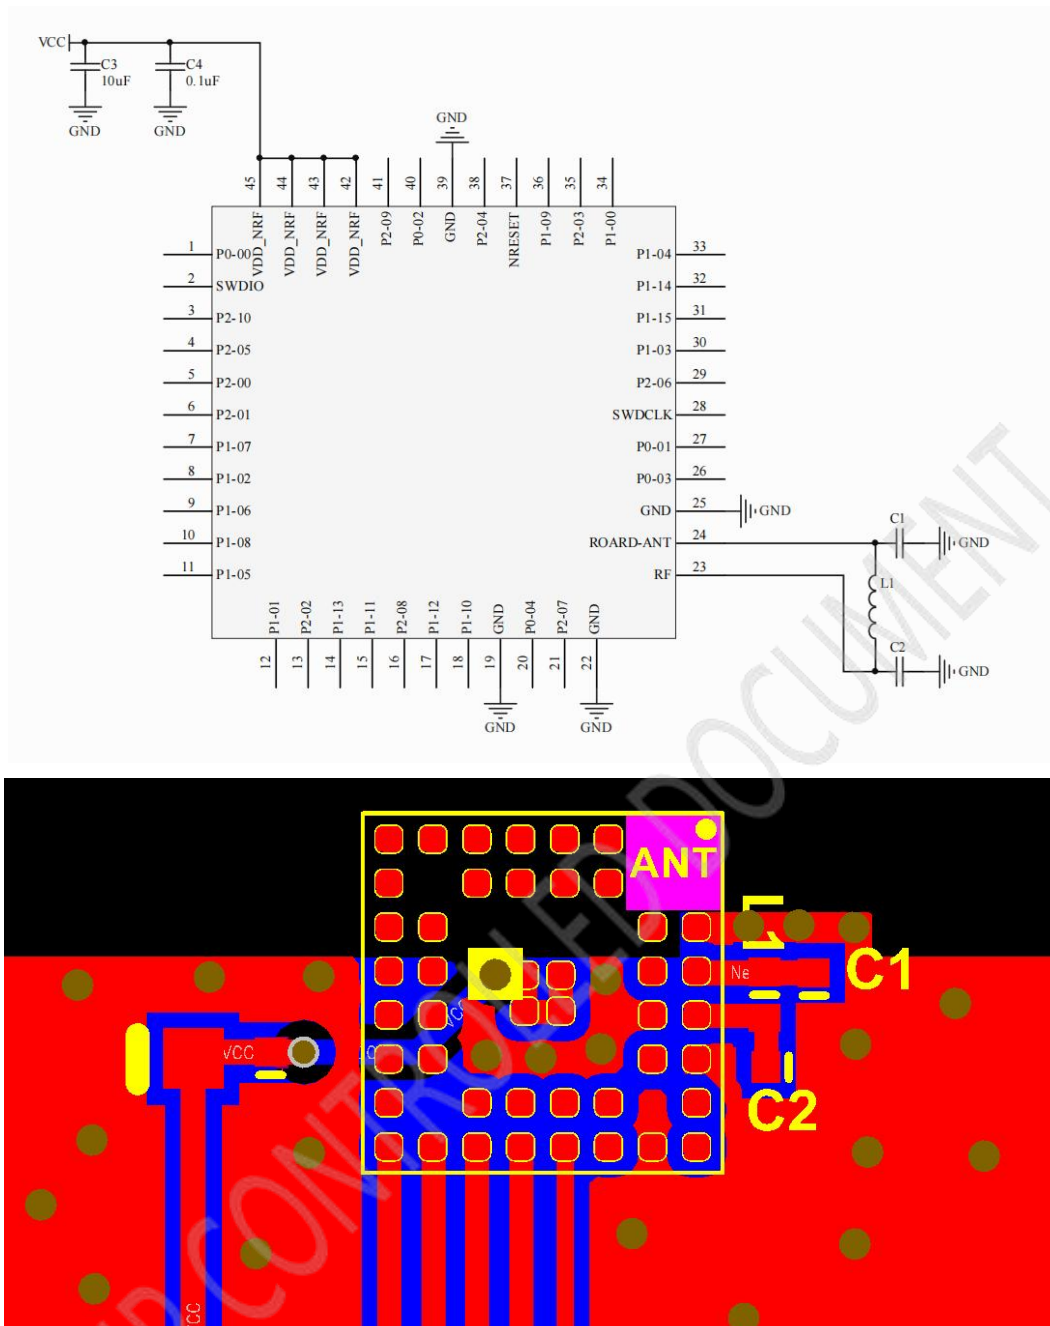 VCC
C3
10uF
GND
C4
0.1uF
GND
GND
45
44
43
42
41
40
39
38
37
36
35
34
VDD_NRF
VDD_NRF
VDD_NRF
VDD_NRF
P2-09
P0-02
GND
P2-04
NRESET
P1-09
P2-03
P1-00
1 P0-00
2 SWDIO
3 P2-10
4 P2-05
5 P2-00
6 P2-01
7 P1-07
8 P1-02
9 P1-06
10 P1-08
11 P1-05
P1-04 33
P1-14 32
P1-15 31
P1-03 30
P2-06 29
SWDCLK 28
P0-01 27
P0-03 26
GND 25 GND
ROARD-ANT 24
RF 23
C1
GND
L1
C2
GND
P1-01
P2-02
P1-13
P1-11
P2-08
P1-12
P1-10
GND
P0-04
P2-07
GND
12
13
14
15
16
17
18
19
20
21
22
GND
GND
ANT
L1
Ne
C1
VCC
VCC
C2
VCC
CONTROLLED DOCUMENT